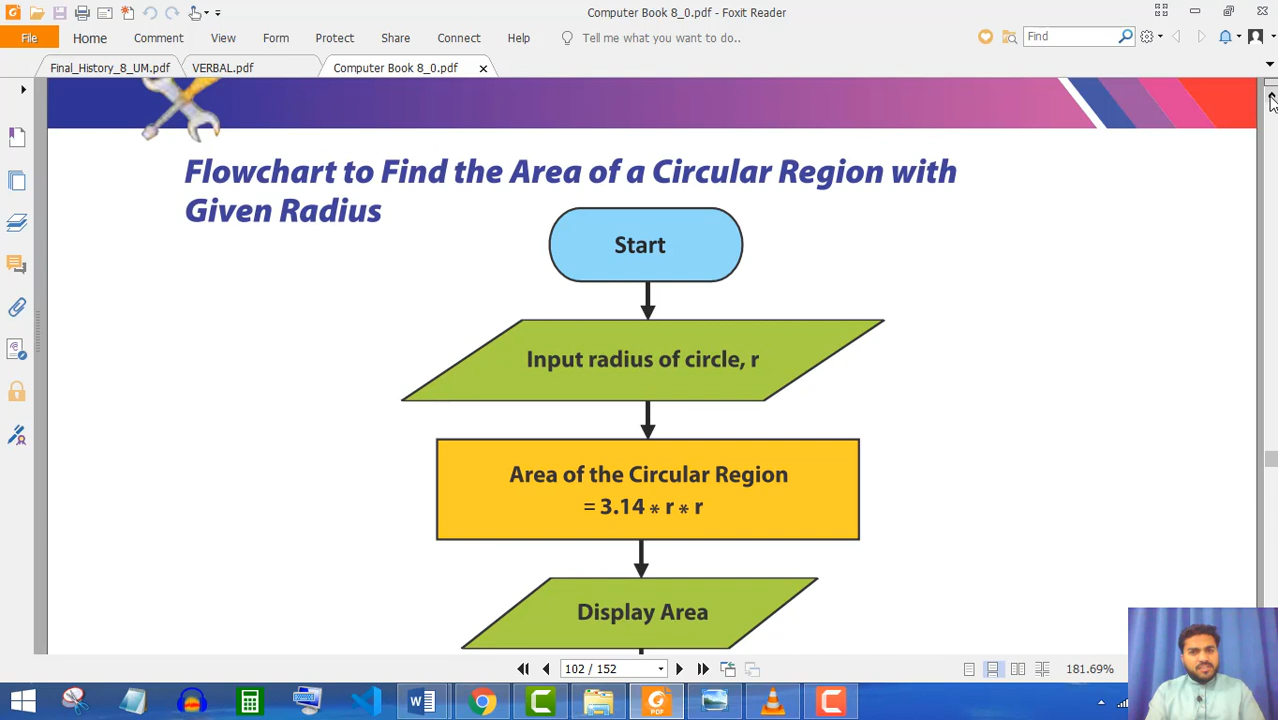 Computer Book 8_0.pdf - Foxit Reader
File Home Comment View Form Protect Share Connect Help Tell me what you want to do.. Find
Final_History_8_UM.pdf VERBAL.pdf Computer Book 8_0.pdf
Flowchart to Find the Area of a Circular Region with
Given Radius
Start
Input radius of circle, r
Area of the Circular Region
= 3.14 * r * r
Display Area
102 / 152 181.69%